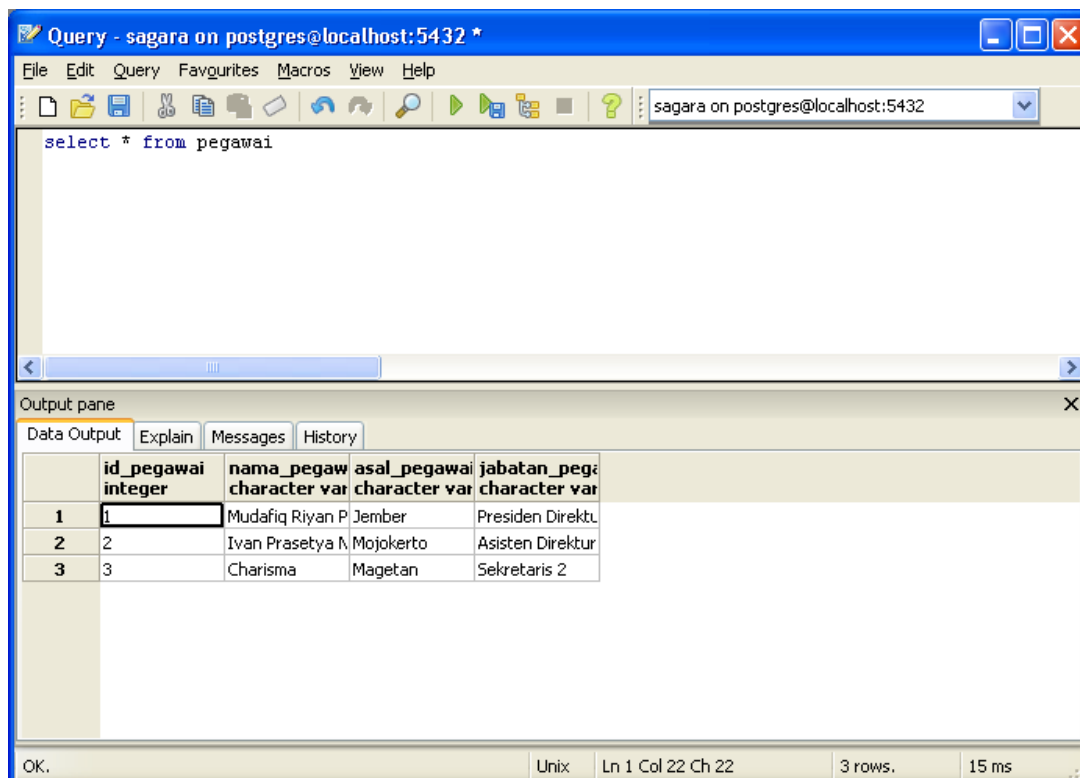 Query - sagara on postgres@localhost:5432 *
File Edit Query Favourites Macros View Help
sagara on postgres@localhost:5432
select * from pegawai
Output pane
Data Output Explain Messages History
id_pegawai nama_pegaw asal_pegawai jabatan_pega
integer character var character var character var
1 1 Mudafiq Riyan P Jember Presiden Direktu
2 2 Ivan Prasetya N Mojokerto Asisten Direktur
3 3 Charisma Magetan Sekretaris 2
OK. Unix Ln 1 Col 22 Ch 22 3 rows. 15 ms